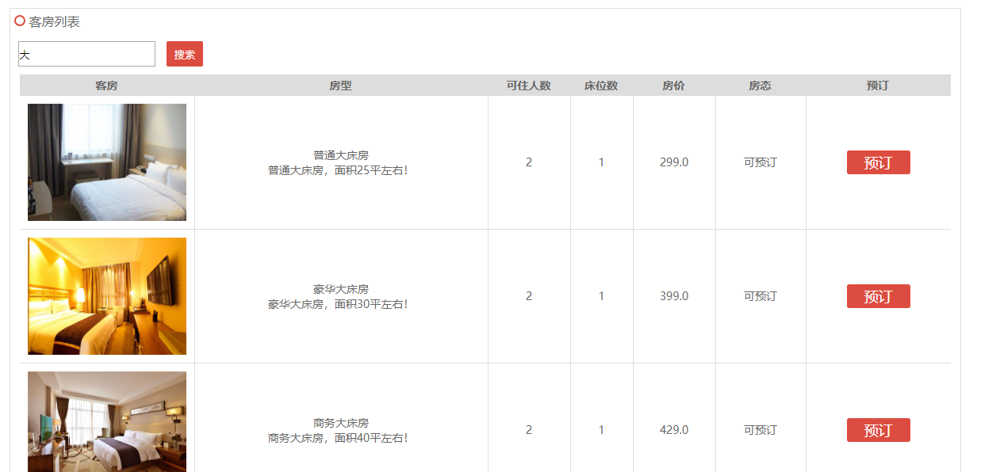 客房列表
大
搜索
客房 房型 可住人数 床位数 房价 房态 预订
普通大床房
普通大床房，面积25平左右！ 2 1 299.0 可预订 预订
豪华大床房
豪华大床房，面积30平左右！ 2 1 399.0 可预订 预订
商务大床房
商务大床房，面积40平左右！ 2 1 429.0 可预订 预订